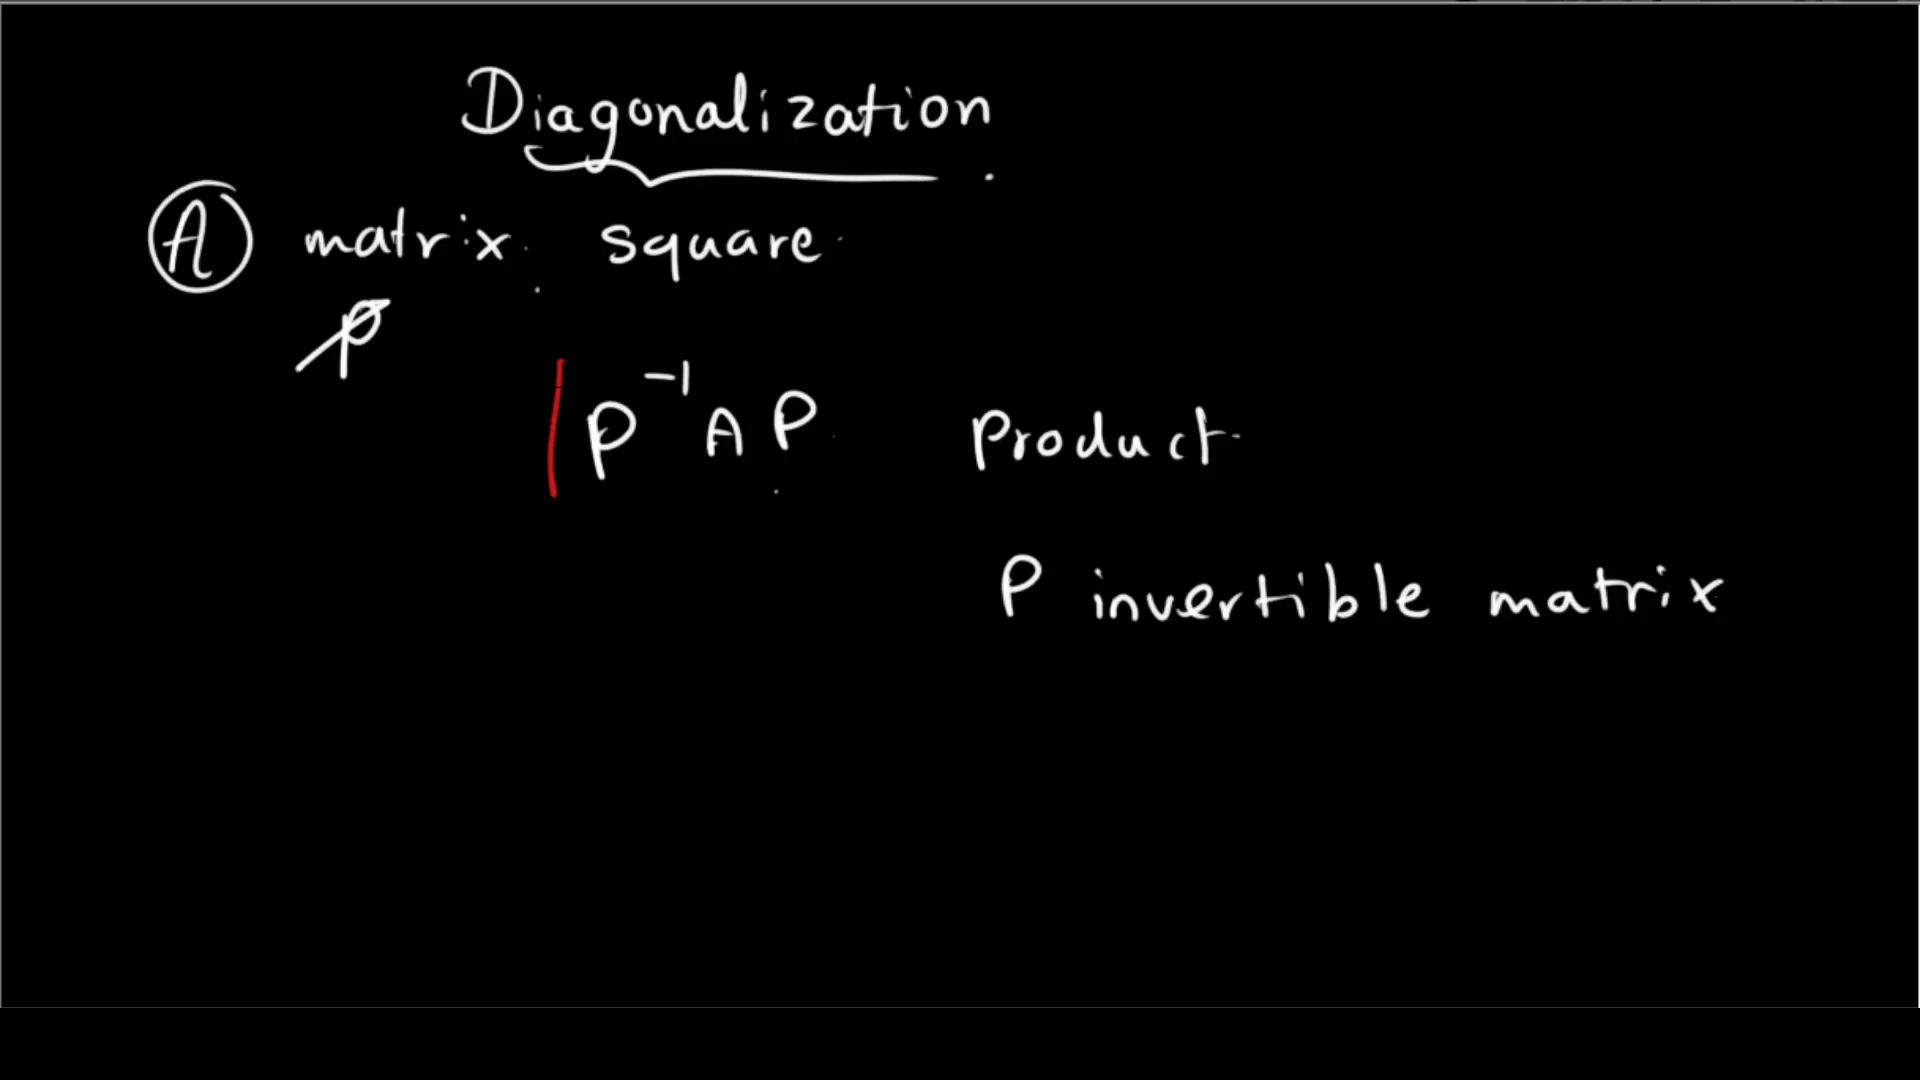 Diagonalization
A matrix square
P
P⁻¹ A P Product
P invertible matrix